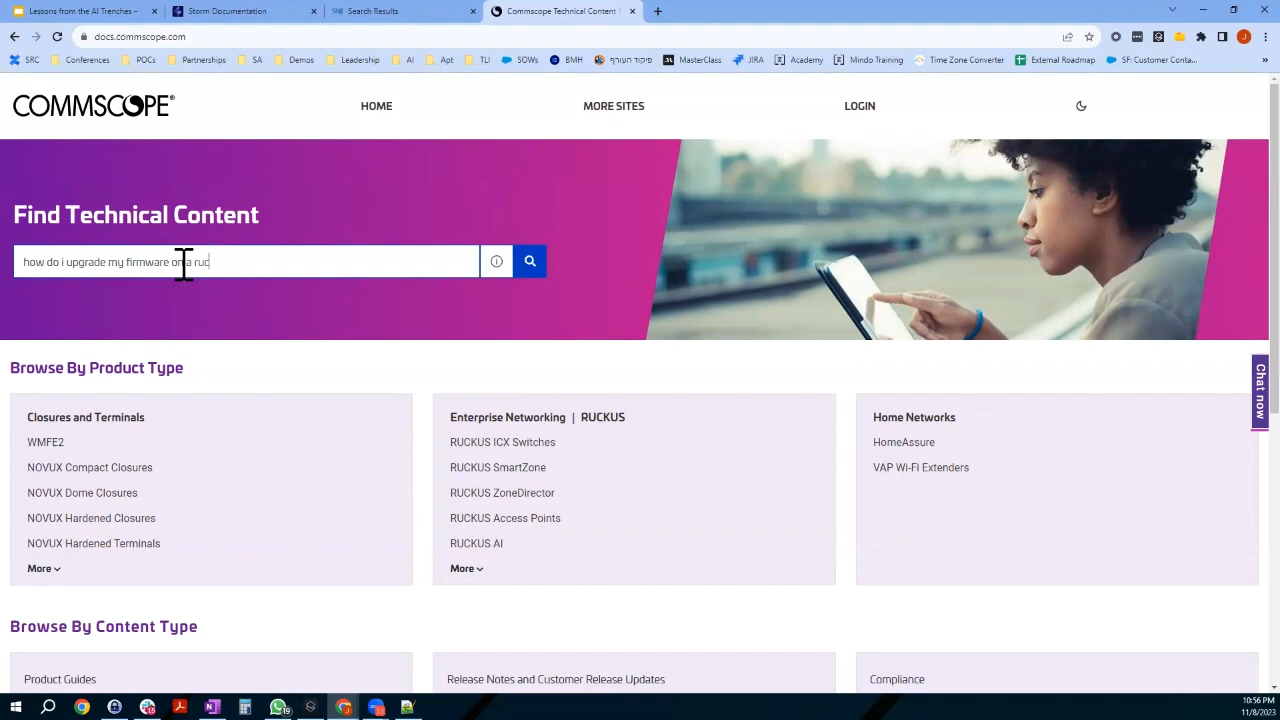 Lessons from the AI Trenches –
Storm Documentation
Search Results
Commscope Technical Content
docs.commscope.com
SRC
Conferences
POCs
Partnerships
SA
Demos
Leadership
AI
Apt
TLI
SOWs
BMH
פקיד העורף
MasterClass
JIRA
Academy
Mindo Training
Time Zone Converter
External Roadmap
SF: Customer Conta...
»
COMMSCOPE®
HOME
MORE SITES
LOGIN
Find Technical Content
how do i upgrade my firmware on a ruc
Chat now
Browse By Product Type
Closures and Terminals
WMFE2
NOVUX Compact Closures
NOVUX Dome Closures
NOVUX Hardened Closures
NOVUX Hardened Terminals
More
Enterprise Networking | RUCKUS
RUCKUS ICX Switches
RUCKUS SmartZone
RUCKUS ZoneDirector
RUCKUS Access Points
RUCKUS AI
More
Home Networks
HomeAssure
VAP Wi-Fi Extenders
Browse By Content Type
Product Guides
Release Notes and Customer Release Updates
Compliance
10:56 PM
11/8/2023